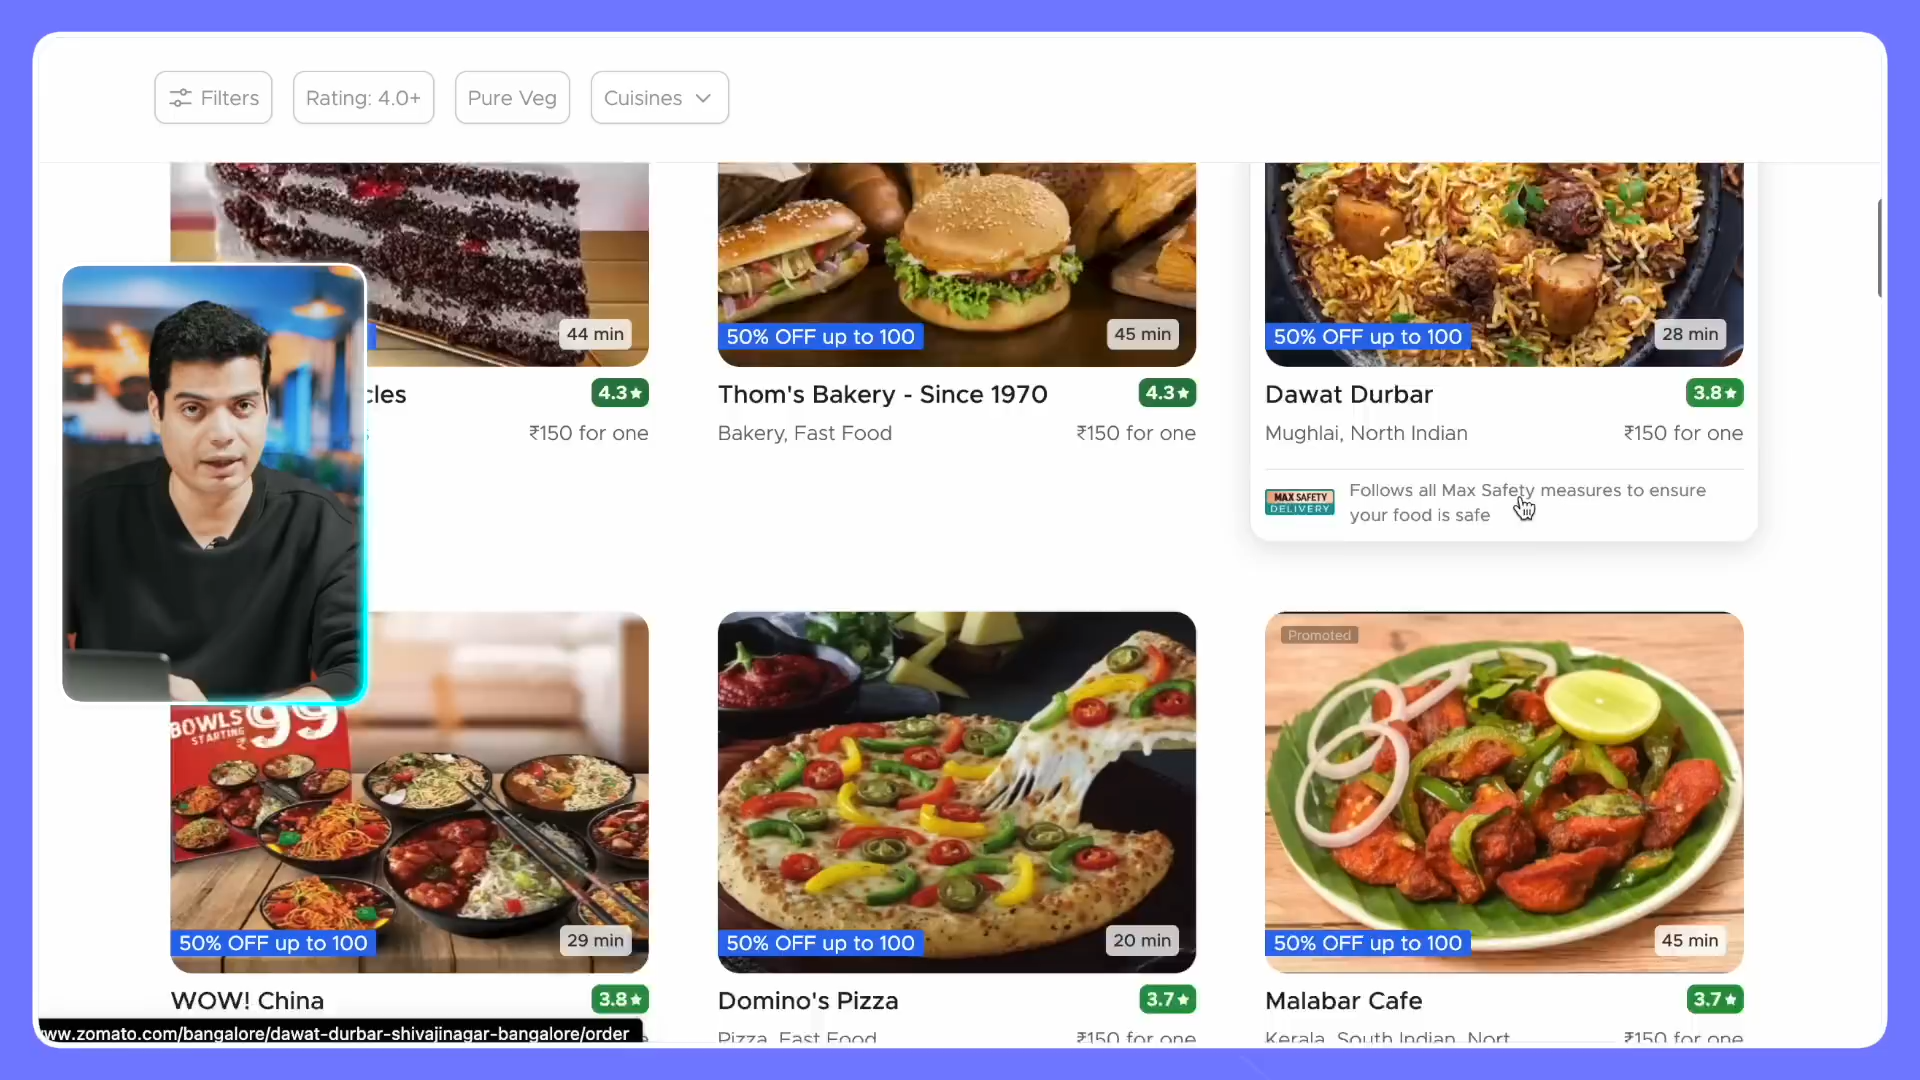 Filters
Rating: 4.0+
Pure Veg
Cuisines
44 min
50% OFF up to 100
45 min
50% OFF up to 100
28 min
cles
4.3★
₹150 for one
Thom's Bakery - Since 1970
4.3★
Bakery, Fast Food
₹150 for one
Dawat Durbar
3.8★
Mughlai, North Indian
₹150 for one
MAX SAFETY
DELIVERY
Follows all Max Safety measures to ensure
your food is safe
BOWLS
STARTING
₹99
50% OFF up to 100
29 min
50% OFF up to 100
20 min
Promoted
50% OFF up to 100
45 min
WOW! China
3.8★
Domino's Pizza
3.7★
Pizza, Fast Food
₹150 for one
Malabar Cafe
3.7★
Kerala, South Indian, Nort
₹150 for one
ww.zomato.com/bangalore/dawat-durbar-shivajinagar-bangalore/order